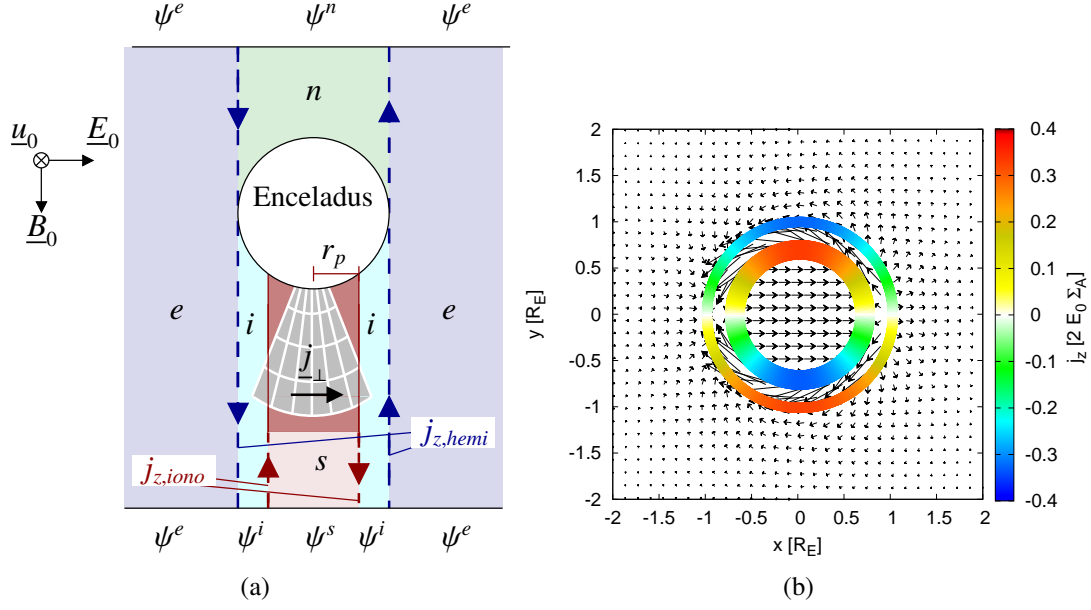 ψ^e ψ^n ψ^e
n
u_0
E_0
B_0
Enceladus
r_p
e i i e
j_⊥
j_{z,hemi}
j_{z,iono}
s
ψ^e ψ^i ψ^s ψ^i ψ^e
(a)
2
1.5
1
0.5
0
-0.5
-1
-1.5
-2
y [R_E]
-2 -1.5 -1 -0.5 0 0.5 1 1.5 2
x [R_E]
0.4
0.3
0.2
0.1
0
-0.1
-0.2
-0.3
-0.4
j_z [2 E_0 Σ_A]
(b)